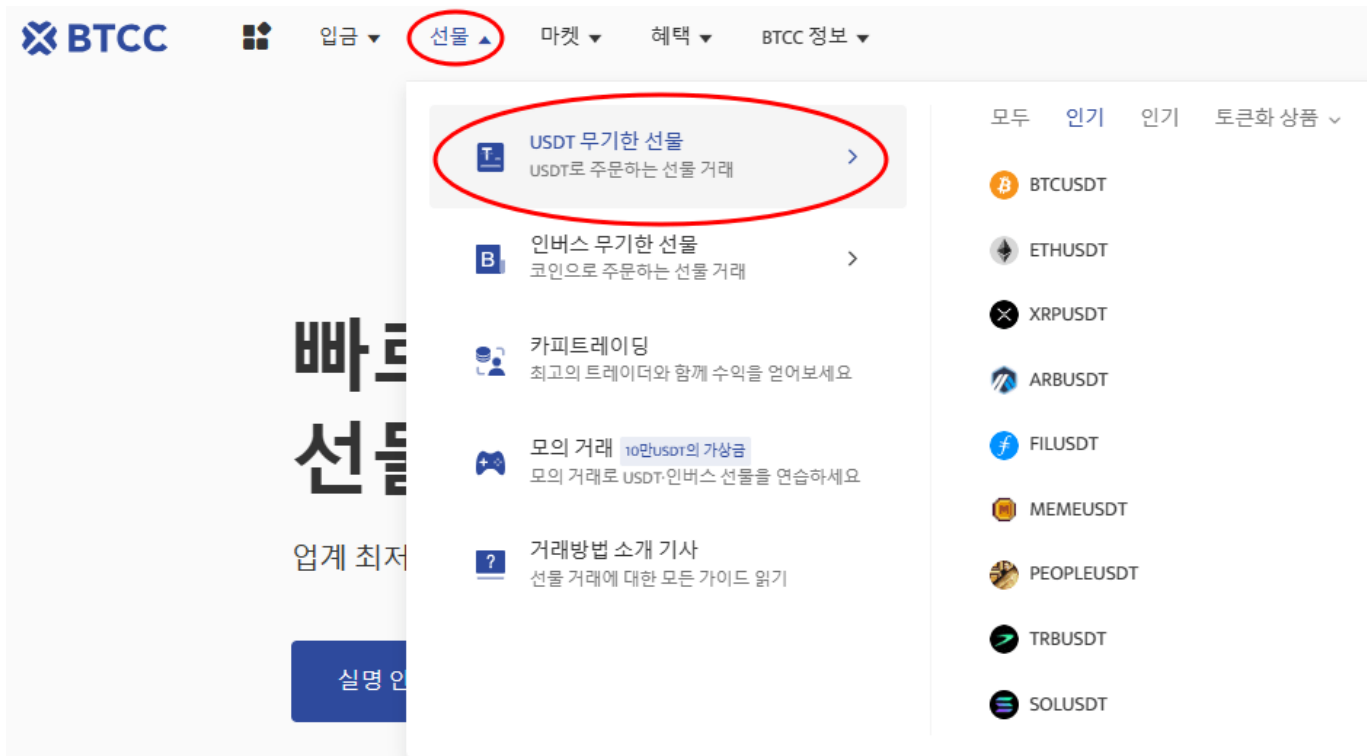 BTCC 입금 선물 마켓 혜택 BTCC 정보
USDT 무기한 선물
USDT로 주문하는 선물 거래
인버스 무기한 선물
코인으로 주문하는 선물 거래
카피트레이딩
최고의 트레이더와 함께 수익을 얻어보세요
모의 거래 10만USDT의 가상금
모의 거래로 USDT·인버스 선물을 연습하세요
거래방법 소개 기사
선물 거래에 대한 모든 가이드 읽기
모두 인기 인기 토큰화 상품
BTCUSDT
ETHUSDT
XRPUSDT
ARBUSDT
FILUSDT
MEMEUSDT
PEOPLEUSDT
TRBUSDT
SOLUSDT
업계 최저
실명